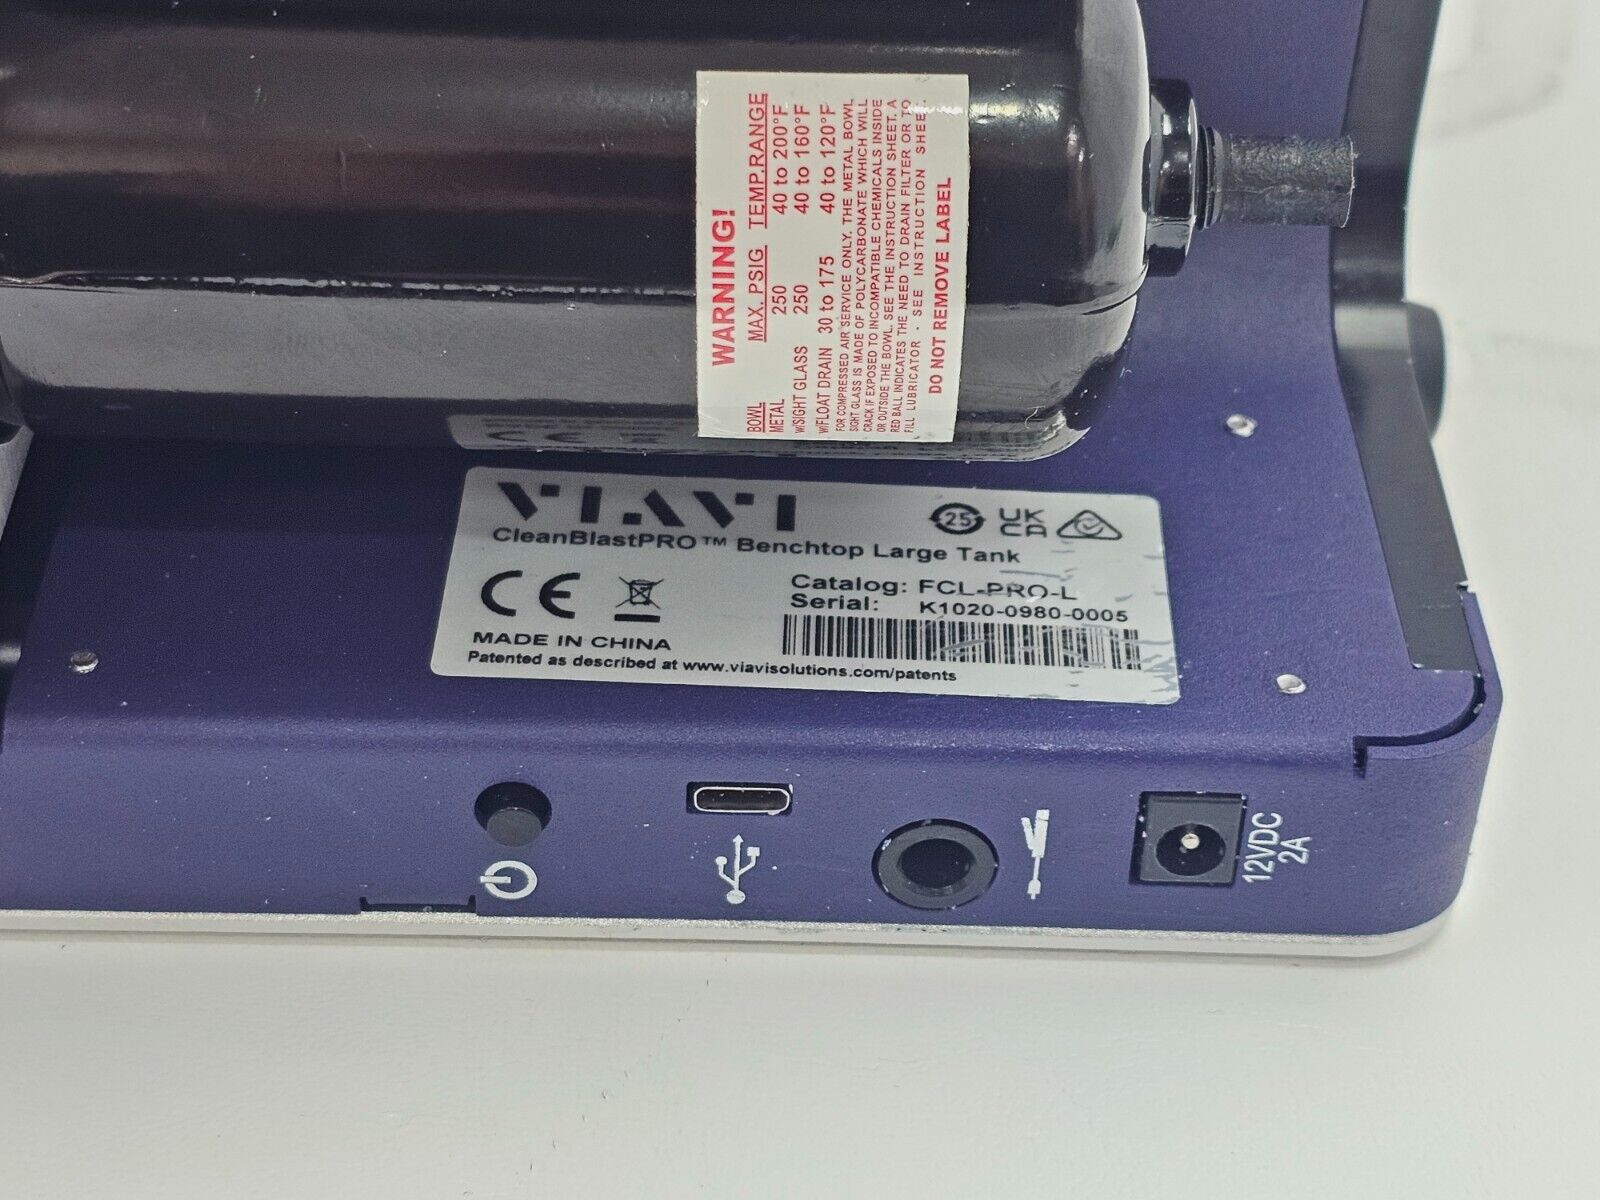 WARNING!
BOWL MAX. PSIG TEMP.RANGE
METAL 250 40 to 200°F
W/SIGHT GLASS 250 40 to 160°F
W/FLOAT DRAIN 30 to 175 40 to 120°F
FOR COMPRESSED AIR SERVICE ONLY. THE METAL BOWL
SIGHT GLASS IS MADE OF POLYCARBONATE WHICH WILL
CRACK IF EXPOSED TO INCOMPATIBLE CHEMICALS INSIDE
OR OUTSIDE THE BOWL. SEE THE INSTRUCTION SHEET. A
RED BALL INDICATES THE NEED TO DRAIN FILTER OR TO
FILL LUBRICATOR - SEE INSTRUCTION SHEET.
DO NOT REMOVE LABEL
VIAVI
25 UK CA
CleanBlastPRO™ Benchtop Large Tank
CE
Catalog: FCL-PRO-L
Serial: K1020-0980-0005
MADE IN CHINA
Patented as described at www.viavisolutions.com/patents
12VDC
2A